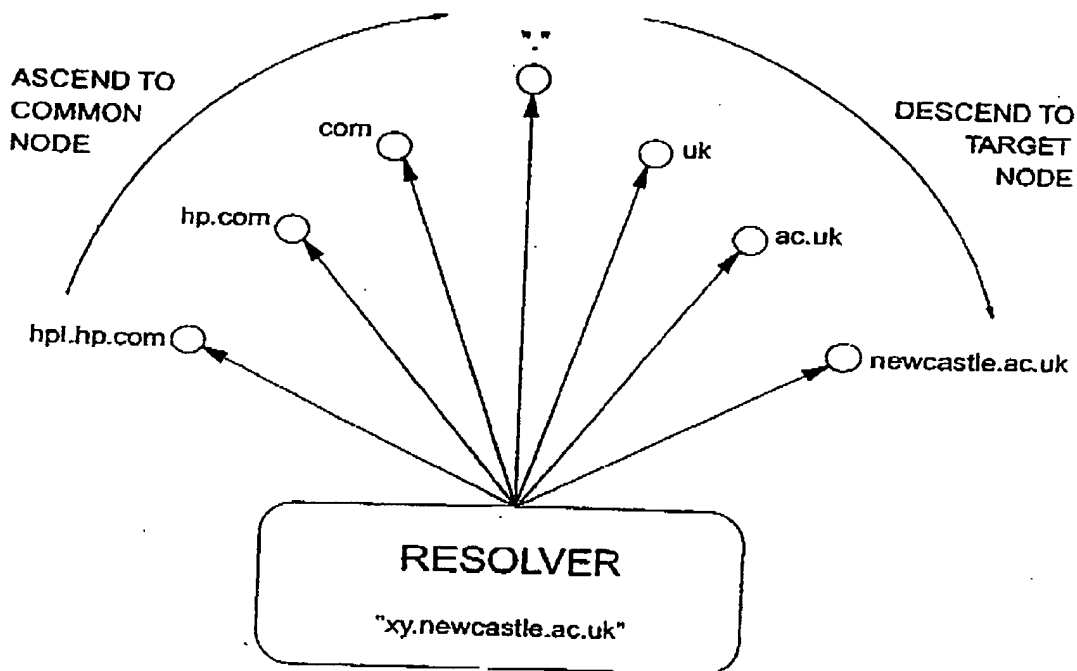 "."
ASCEND TO
COMMON
NODE
DESCEND TO
TARGET
NODE
com
uk
hp.com
ac.uk
hpl.hp.com
newcastle.ac.uk
RESOLVER
"xy.newcastle.ac.uk"